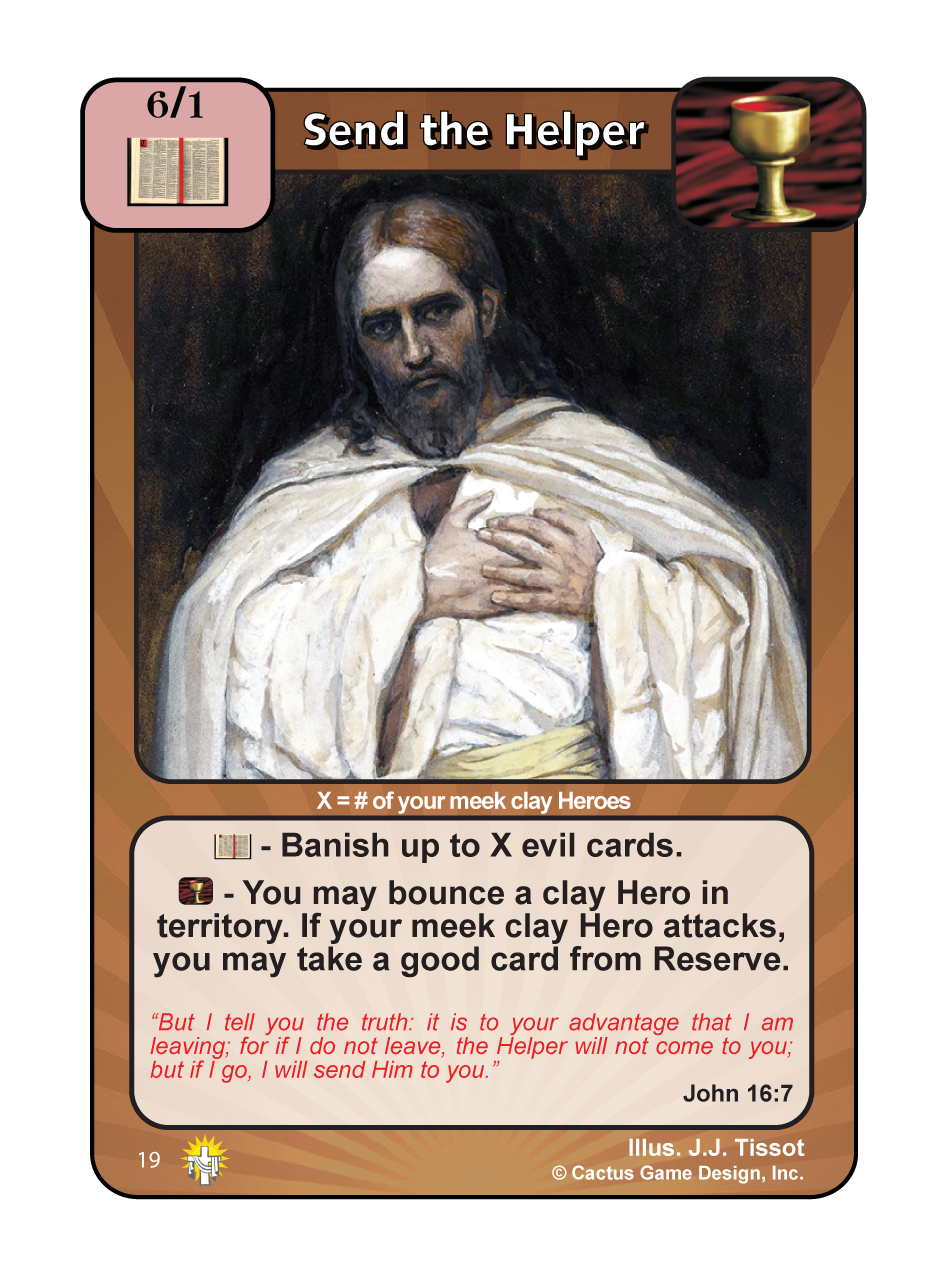 6/1
Send the Helper
X = # of your meek clay Heroes
- Banish up to X evil cards.
- You may bounce a clay Hero in
territory. If your meek clay Hero attacks,
you may take a good card from Reserve.
“But I tell you the truth: it is to your advantage that I am
leaving; for if I do not leave, the Helper will not come to you;
but if I go, I will send Him to you.”
John 16:7
19
Illus. J.J. Tissot
© Cactus Game Design, Inc.